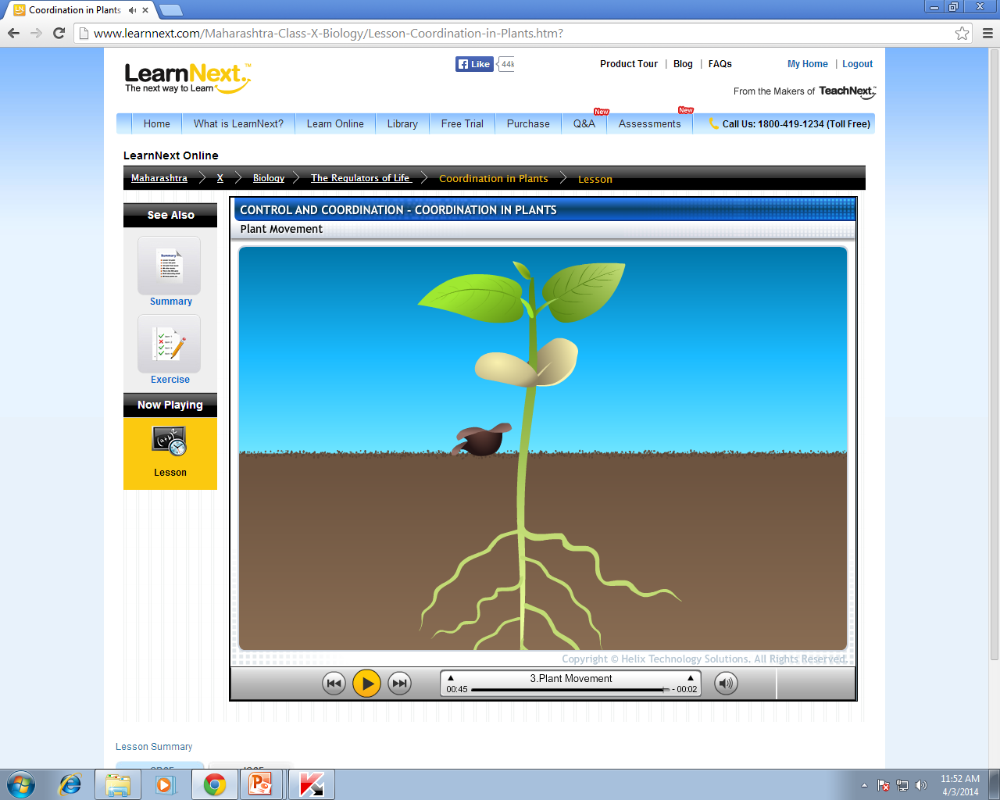 Coordination in Plants
www.learnnext.com/Maharashtra-Class-X-Biology/Lesson-Coordination-in-Plants.htm?
LearnNext.™
The next way to Learn
Like 44k
Product Tour | Blog | FAQs
My Home | Logout
From the Makers of TeachNext.
Home
What is LearnNext?
Learn Online
Library
Free Trial
Purchase
Q&A New
Assessments New
Call Us: 1800-419-1234 (Toll Free)
LearnNext Online
Maharashtra X Biology The Regulators of Life Coordination in Plants Lesson
See Also
Summary
Summary
Exercise
Now Playing
Lesson
CONTROL AND COORDINATION - COORDINATION IN PLANTS
Plant Movement
Copyright © Helix Technology Solutions. All Rights Reserved.
3.Plant Movement
00:45 - 00:02
Lesson Summary
11:52 AM
4/3/2014